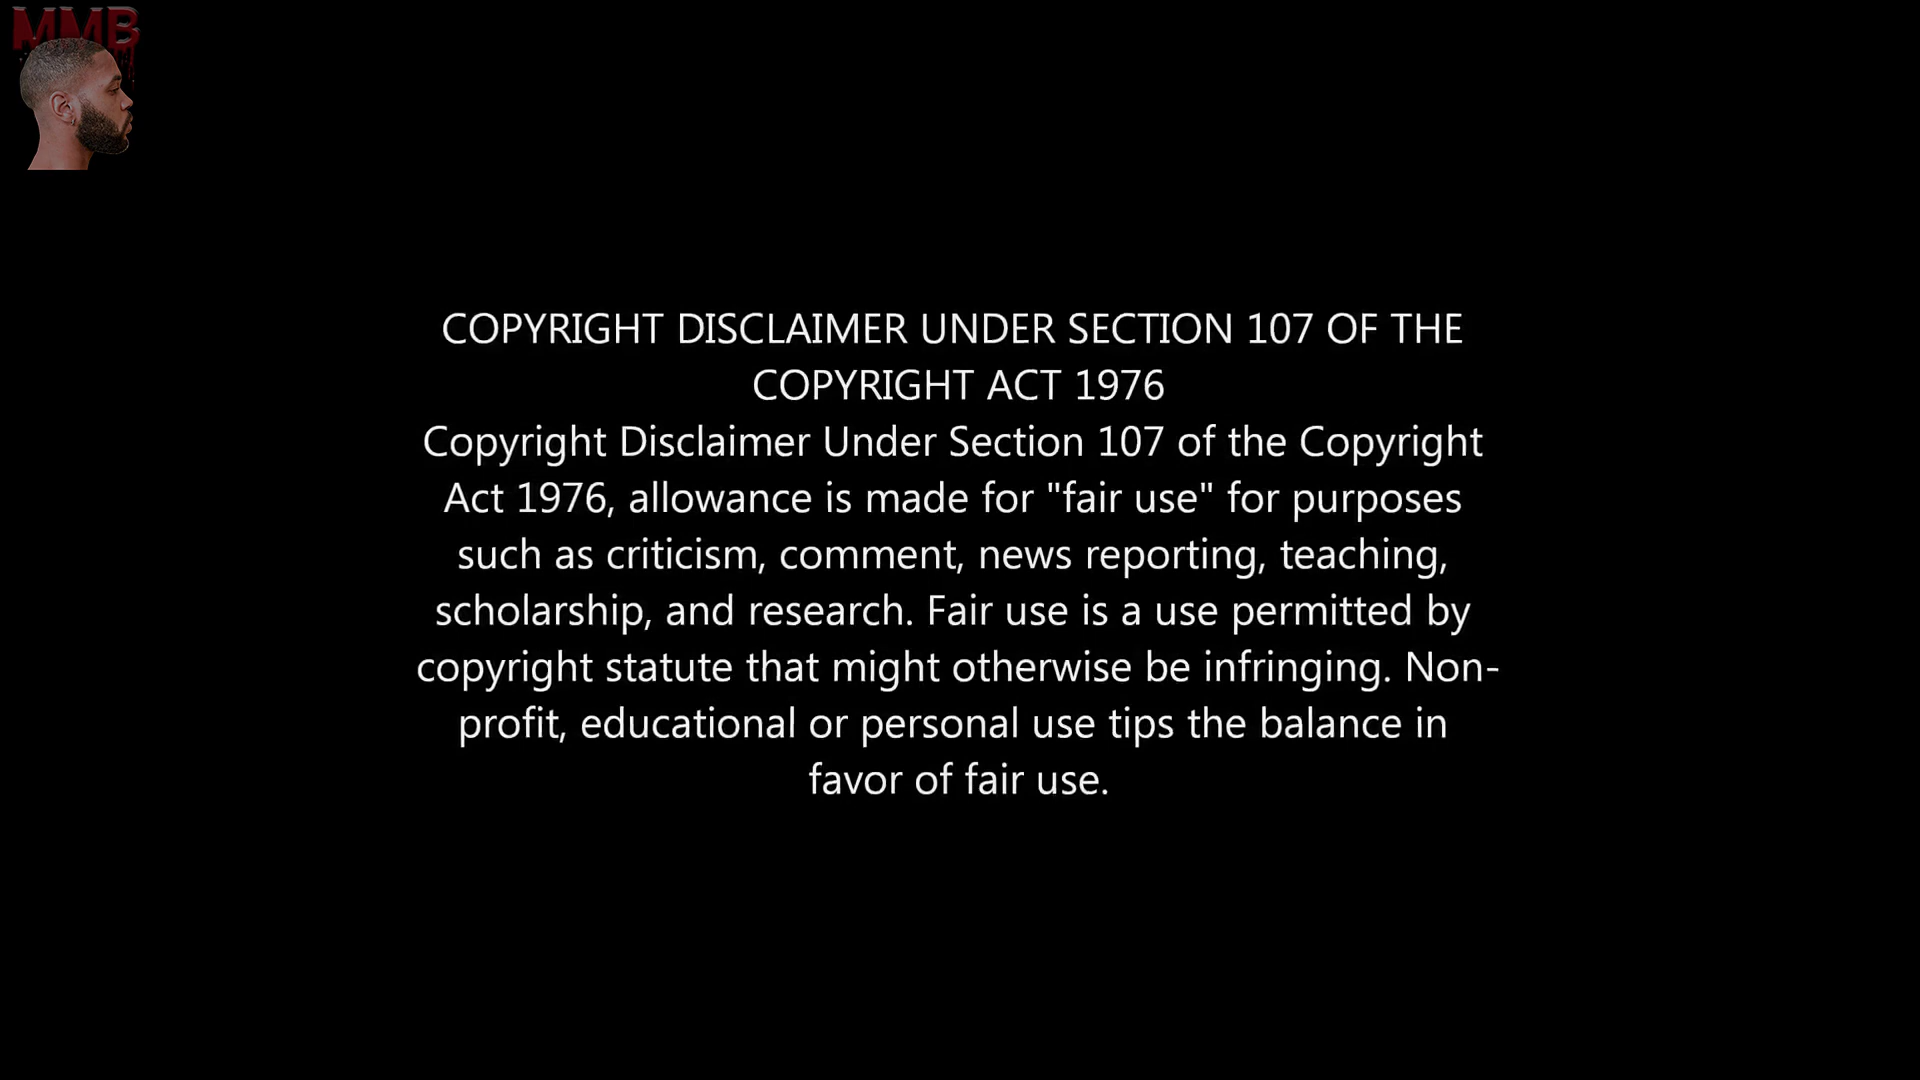 MMB
COPYRIGHT DISCLAIMER UNDER SECTION 107 OF THE
COPYRIGHT ACT 1976
Copyright Disclaimer Under Section 107 of the Copyright
Act 1976, allowance is made for "fair use" for purposes
such as criticism, comment, news reporting, teaching,
scholarship, and research. Fair use is a use permitted by
copyright statute that might otherwise be infringing. Non-
profit, educational or personal use tips the balance in
favor of fair use.